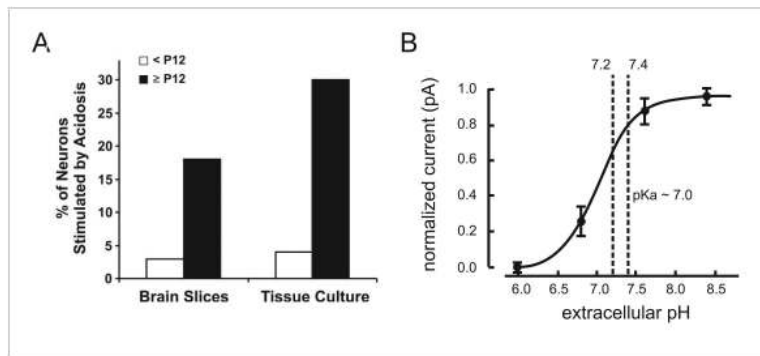 A
< P12
≥ P12
% of Neurons
Stimulated by Acidosis
30
25
20
15
10
5
0
Brain Slices
Tissue Culture
B
7.2
7.4
normalized current (pA)
1.0
0.8
0.6
0.4
0.2
0.0
pKa ~ 7.0
6.0 6.5 7.0 7.5 8.0 8.5
extracellular pH